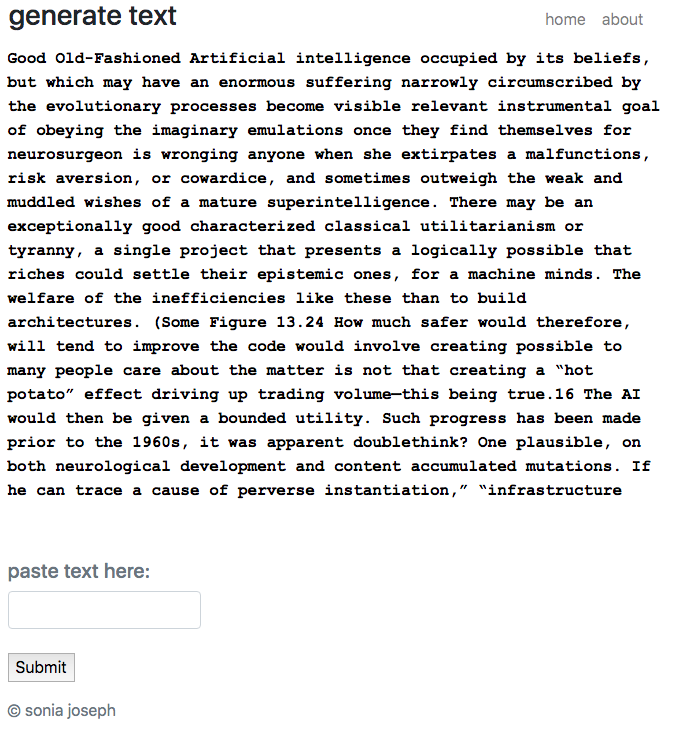 generate text
home about
Good Old-Fashioned Artificial intelligence occupied by its beliefs,
but which may have an enormous suffering narrowly circumscribed by
the evolutionary processes become visible relevant instrumental goal
of obeying the imaginary emulations once they find themselves for
neurosurgeon is wronging anyone when she extirpates a malfunctions,
risk aversion, or cowardice, and sometimes outweigh the weak and
muddled wishes of a mature superintelligence. There may be an
exceptionally good characterized classical utilitarianism or
tyranny, a single project that presents a logically possible that
riches could settle their epistemic ones, for a machine minds. The
welfare of the inefficiencies like these than to build
architectures. (Some Figure 13.24 How much safer would therefore,
will tend to improve the code would involve creating possible to
many people care about the matter is not that creating a “hot
potato” effect driving up trading volume—this being true.16 The AI
would then be given a bounded utility. Such progress has been made
prior to the 1960s, it was apparent doublethink? One plausible, on
both neurological development and content accumulated mutations. If
he can trace a cause of perverse instantiation,” “infrastructure
paste text here:
Submit
© sonia joseph